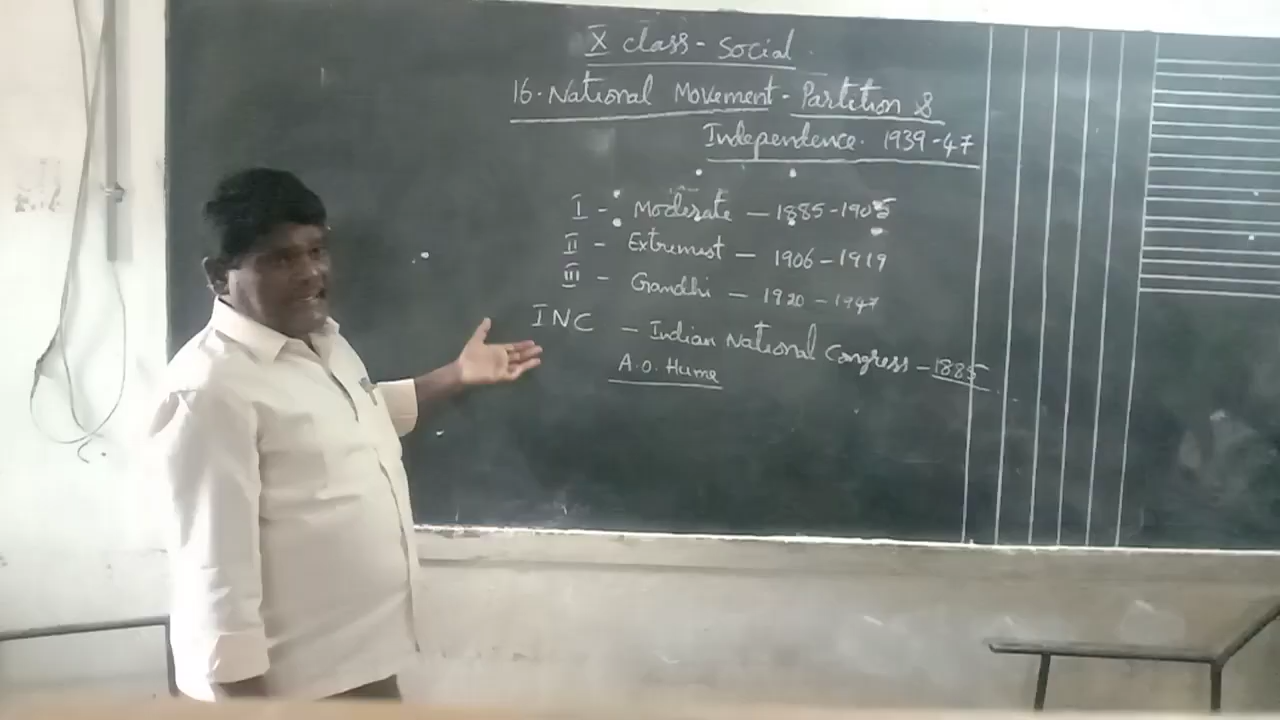 X class - Social
16. National Movement - Partition &
Independence. 1939-47
I - Moderate - 1885-1905
II - Extremist - 1906-1919
III - Gandhi - 1920-1947
INC - Indian National Congress - 1885
A.O. Hume